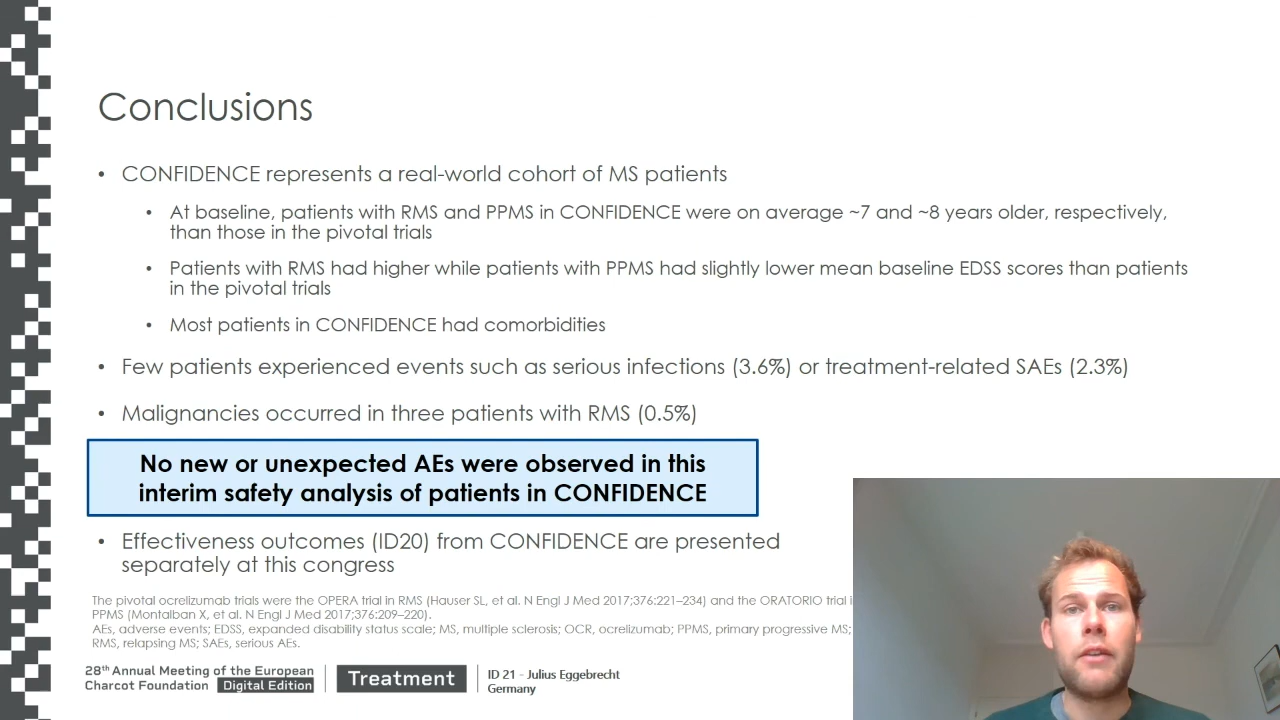 Conclusions
• CONFIDENCE represents a real-world cohort of MS patients
• At baseline, patients with RMS and PPMS in CONFIDENCE were on average ~7 and ~8 years older, respectively,
than those in the pivotal trials
• Patients with RMS had higher while patients with PPMS had slightly lower mean baseline EDSS scores than patients
in the pivotal trials
• Most patients in CONFIDENCE had comorbidities
• Few patients experienced events such as serious infections (3.6%) or treatment-related SAEs (2.3%)
• Malignancies occurred in three patients with RMS (0.5%)
No new or unexpected AEs were observed in this
interim safety analysis of patients in CONFIDENCE
• Effectiveness outcomes (ID20) from CONFIDENCE are presented
separately at this congress
The pivotal ocrelizumab trials were the OPERA trial in RMS (Hauser SL, et al. N Engl J Med 2017;376:221–234) and the ORATORIO trial i
PPMS (Montalban X, et al. N Engl J Med 2017;376:209–220).
AEs, adverse events; EDSS, expanded disability status scale; MS, multiple sclerosis; OCR, ocrelizumab; PPMS, primary progressive MS;
RMS, relapsing MS; SAEs, serious AEs.
28th Annual Meeting of the European
Charcot Foundation Digital Edition
Treatment
ID 21 - Julius Eggebrecht
Germany